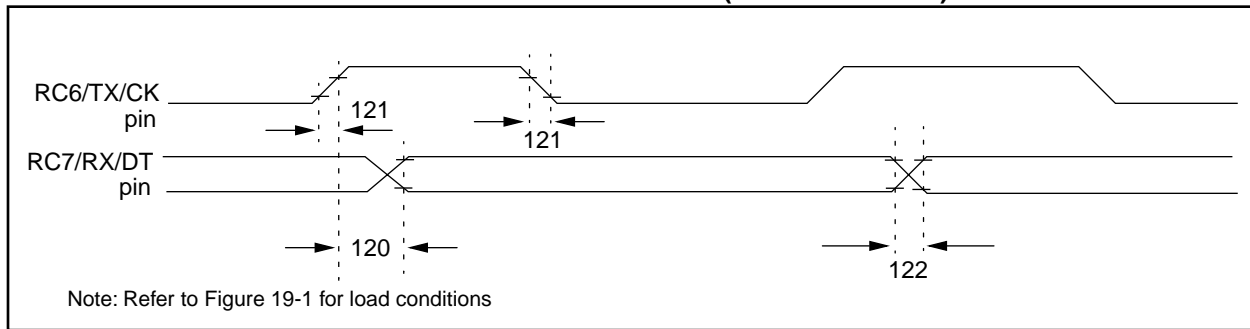 RC6/TX/CK
pin
121
121
RC7/RX/DT
pin
120
122
Note: Refer to Figure 19-1 for load conditions